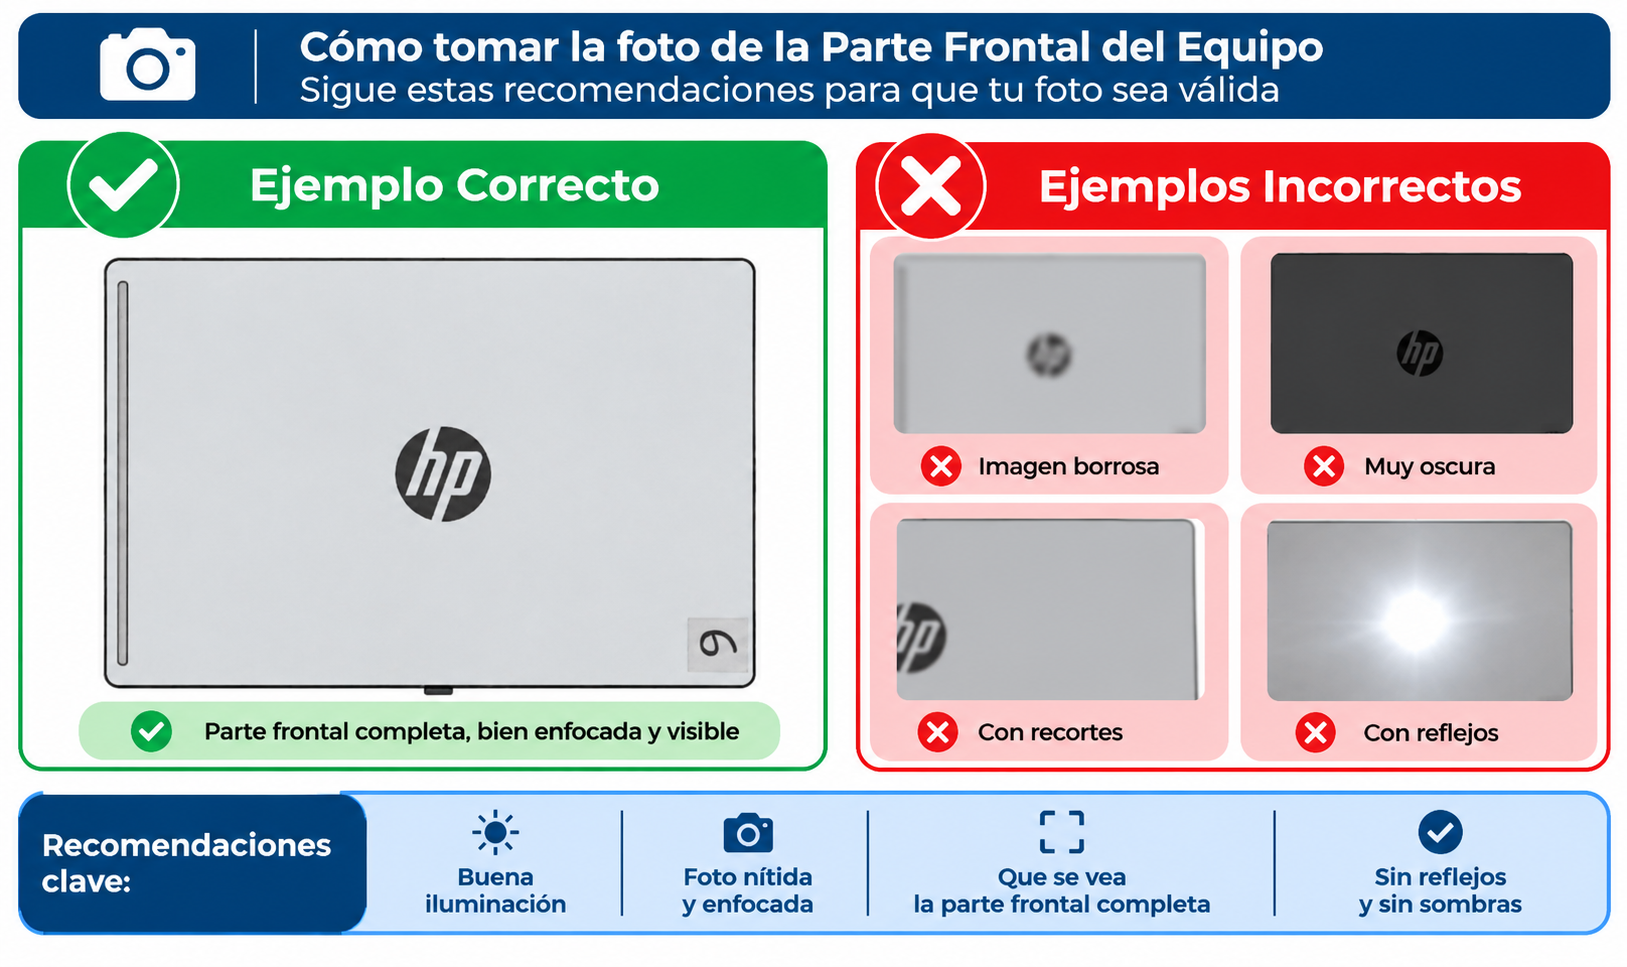 Cómo tomar la foto de la Parte Frontal del Equipo
Sigue estas recomendaciones para que tu foto sea válida
Ejemplo Correcto
hp
9
Parte frontal completa, bien enfocada y visible
Ejemplos Incorrectos
hp
hp
Imagen borrosa
Muy oscura
hp
Con recortes
Con reflejos
Recomendaciones
clave:
Buena
iluminación
Foto nítida
y enfocada
Que se vea
la parte frontal completa
Sin reflejos
y sin sombras